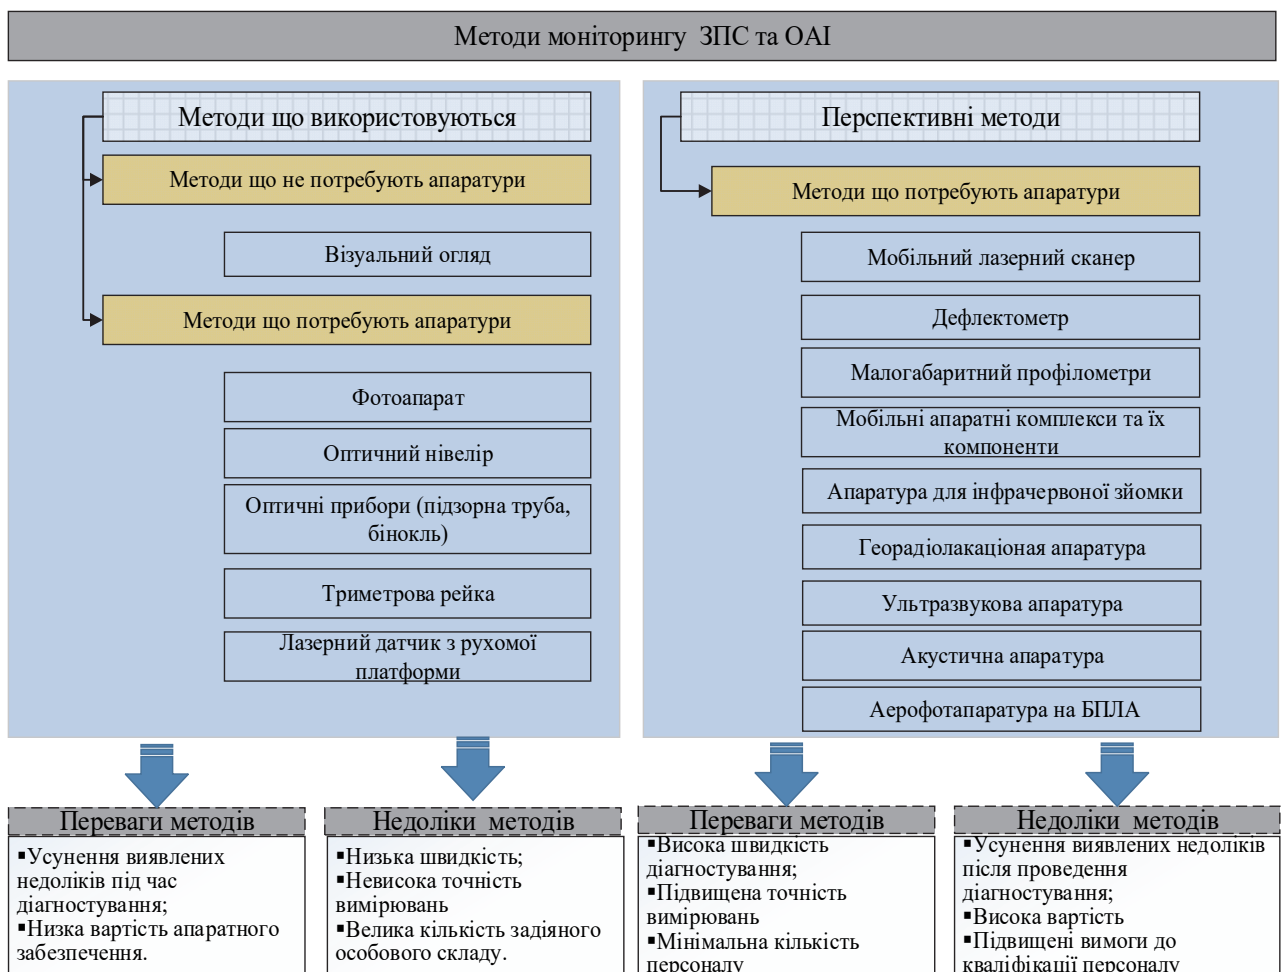 Методи моніторингу ЗПС та ОАІ
Методи що використовуються
Методи що не потребують апаратури
Візуальний огляд
Методи що потребують апаратури
Фотоапарат
Оптичний нівелір
Оптичні прибори (підзорна труба,
бінокль)
Триметрова рейка
Лазерний датчик з рухомої
платформи
Перспективні методи
Методи що потребують апаратури
Мобільний лазерний сканер
Дефлектометр
Малогабаритний профілометри
Мобільні апаратні комплекси та їх
компоненти
Апаратура для інфрачервоної зйомки
Георадіолакаціоная апаратура
Ультразвукова апаратура
Акустична апаратура
Аерофотапаратура на БПЛА
Переваги методів
▪Усунення виявлених
недоліків під час
діагностування;
▪Низка вартість апаратного
забезпечення.
Недоліки методів
▪Низька швидкість;
▪Невисока точність
вимірювань
▪Велика кількість задіяного
особового складу.
Переваги методів
▪Висока швидкість
діагностування;
▪Підвищена точність
вимірювань
▪Мінімальна кількість
персоналу
Недоліки методів
▪Усунення виявлених недоліків
після проведення
діагностування;
▪Висока вартість
▪Підвищені вимоги до
кваліфікації персоналу